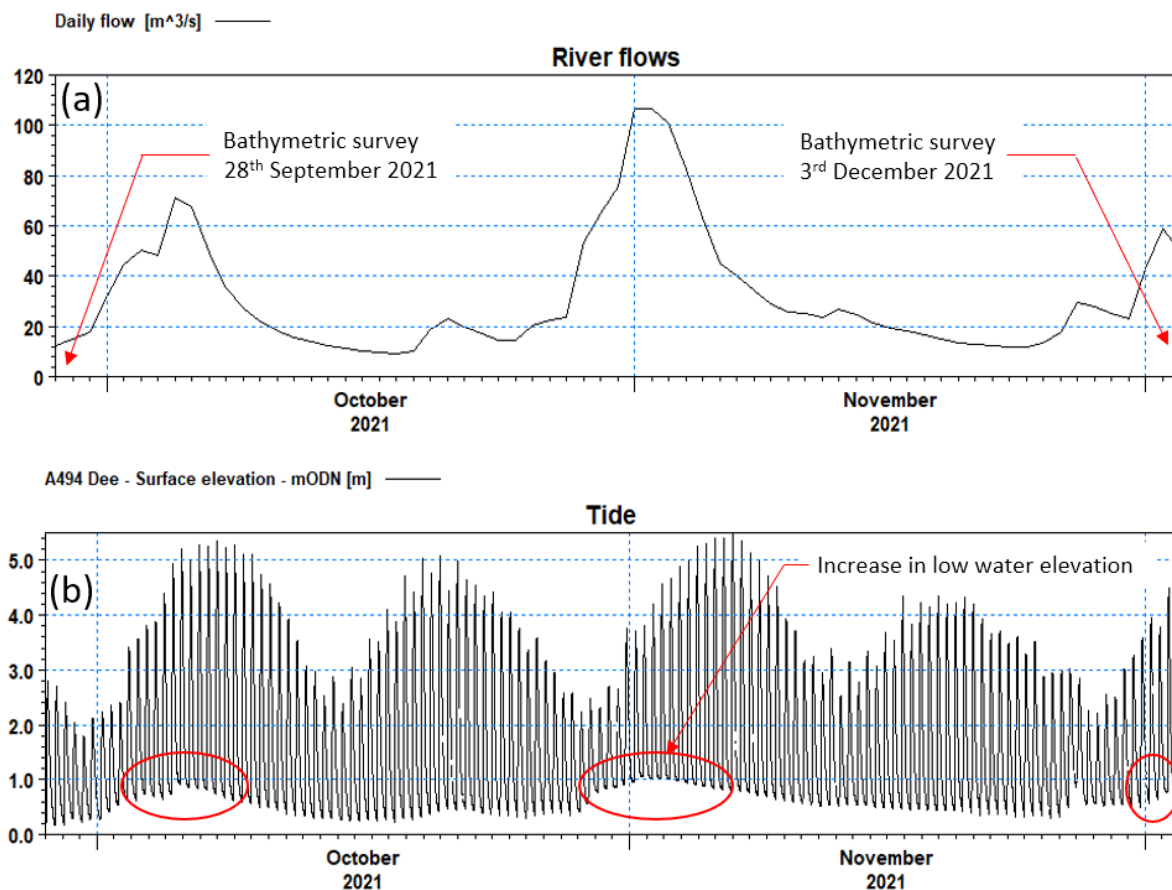 Daily flow [m^3/s]
River flows
(a)
120
100
80
60
40
20
0
Bathymetric survey
28th September 2021
Bathymetric survey
3rd December 2021
October
2021
November
2021
A494 Dee - Surface elevation - mODN [m]
Tide
(b)
5.0
4.0
3.0
2.0
1.0
0.0
Increase in low water elevation
October
2021
November
2021